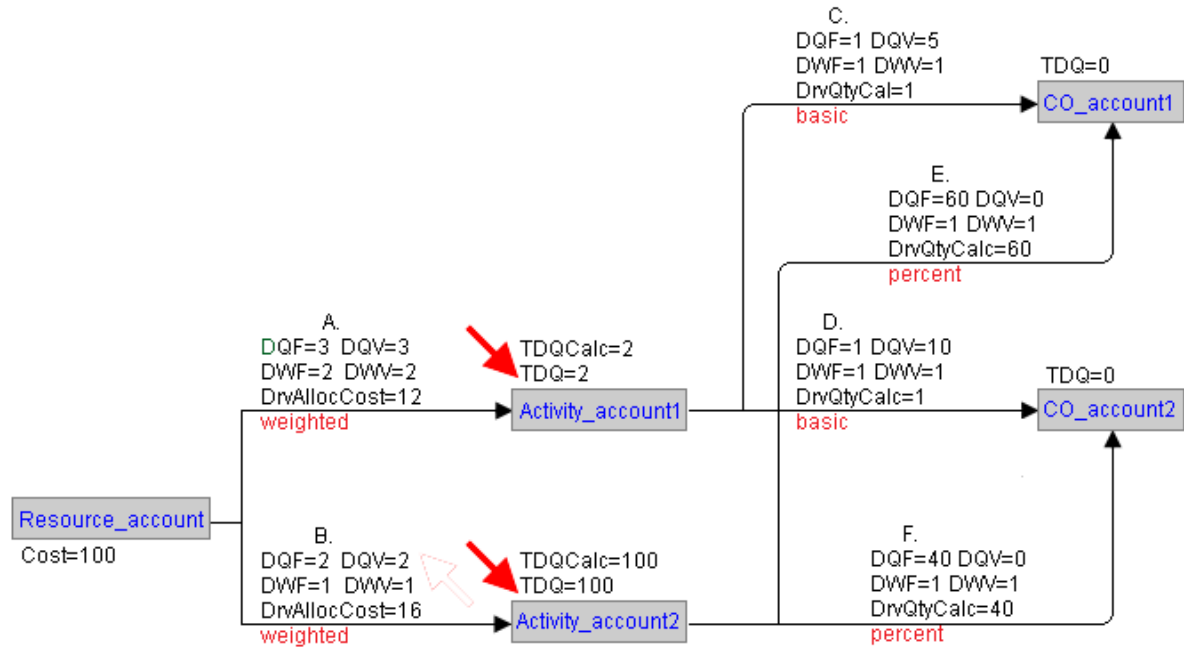 C.
DQF=1 DQV=5
DWF=1 DWV=1
DrvQtyCal=1
basic
TDQ=0
CO_account1
E.
DQF=60 DQV=0
DWF=1 DWV=1
DrvQtyCalc=60
percent
A.
DQF=3 DQV=3
DWF=2 DWV=2
DrvAllocCost=12
weighted
TDQCalc=2
TDQ=2
Activity_account1
D.
DQF=1 DQV=10
DWF=1 DWV=1
DrvQtyCalc=1
basic
TDQ=0
CO_account2
Resource_account
Cost=100
B.
DQF=2 DQV=2
DWF=1 DWV=1
DrvAllocCost=16
weighted
TDQCalc=100
TDQ=100
Activity_account2
F.
DQF=40 DQV=0
DWF=1 DWV=1
DrvQtyCalc=40
percent